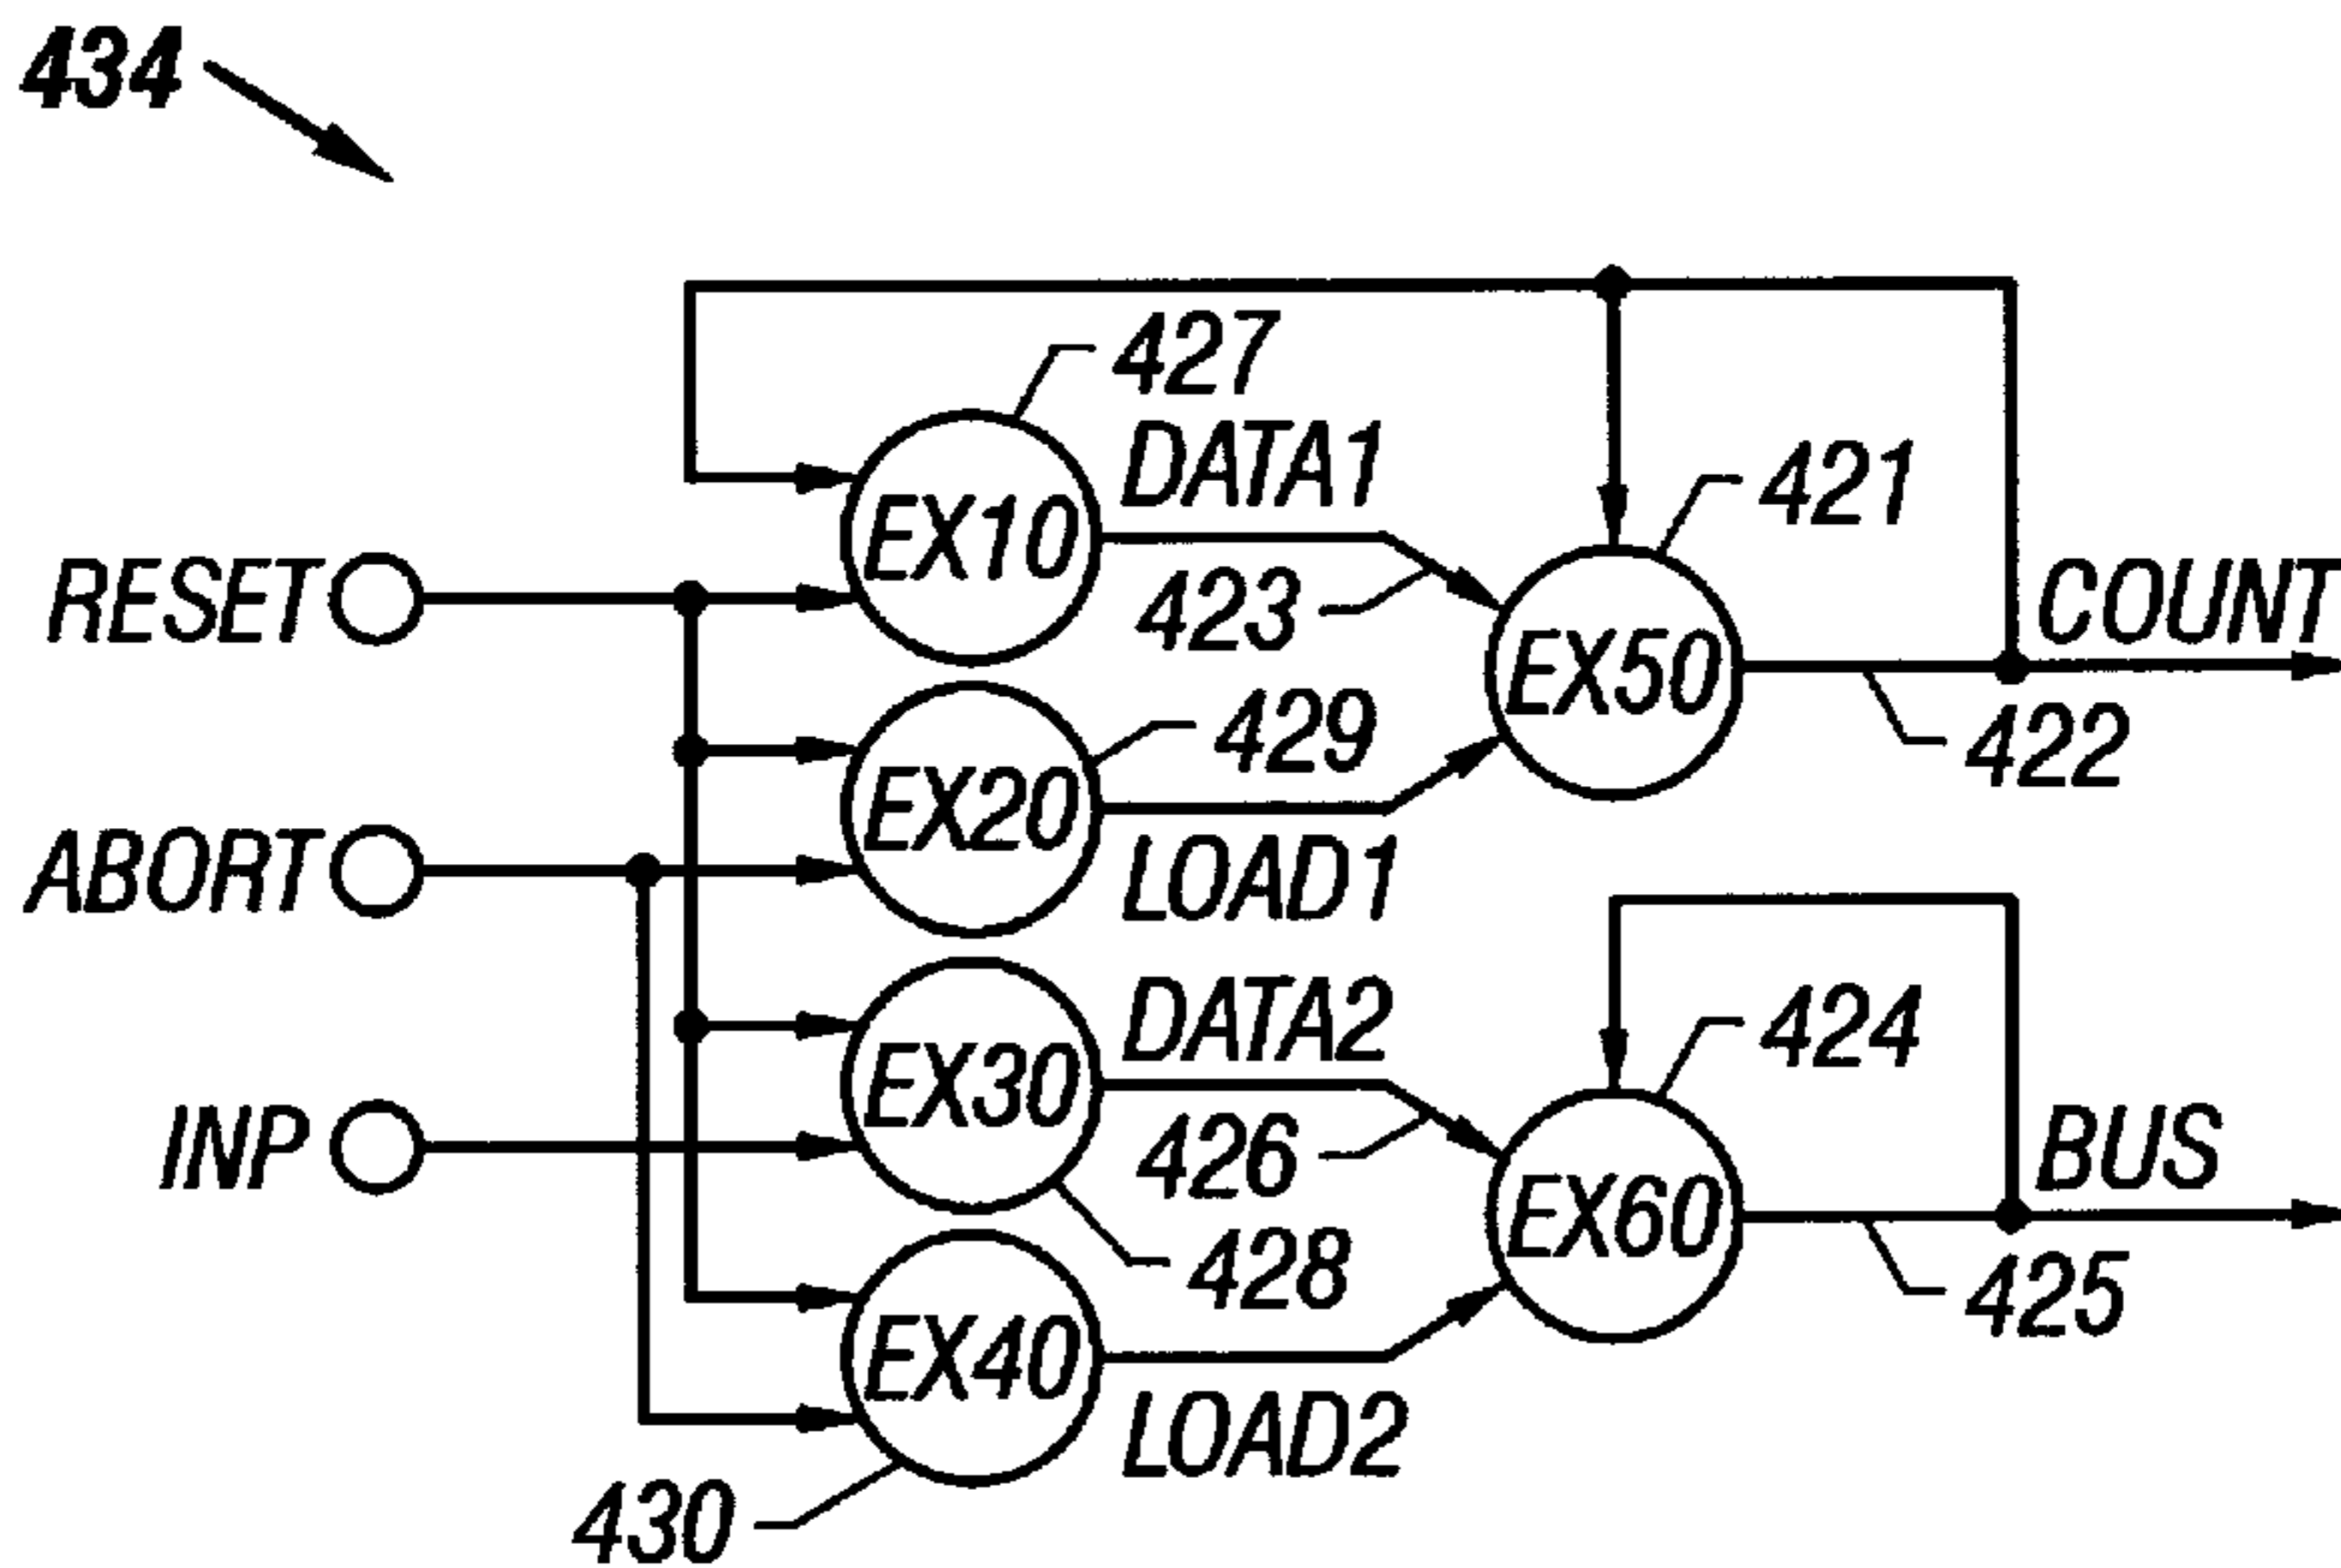 434
427
DATA1
421
EX10
RESET
423
COUNT
EX50
429
422
EX20
ABORT
LOAD1
DATA2
424
EX30
INP
426
BUS
EX60
428
425
EX40
LOAD2
430